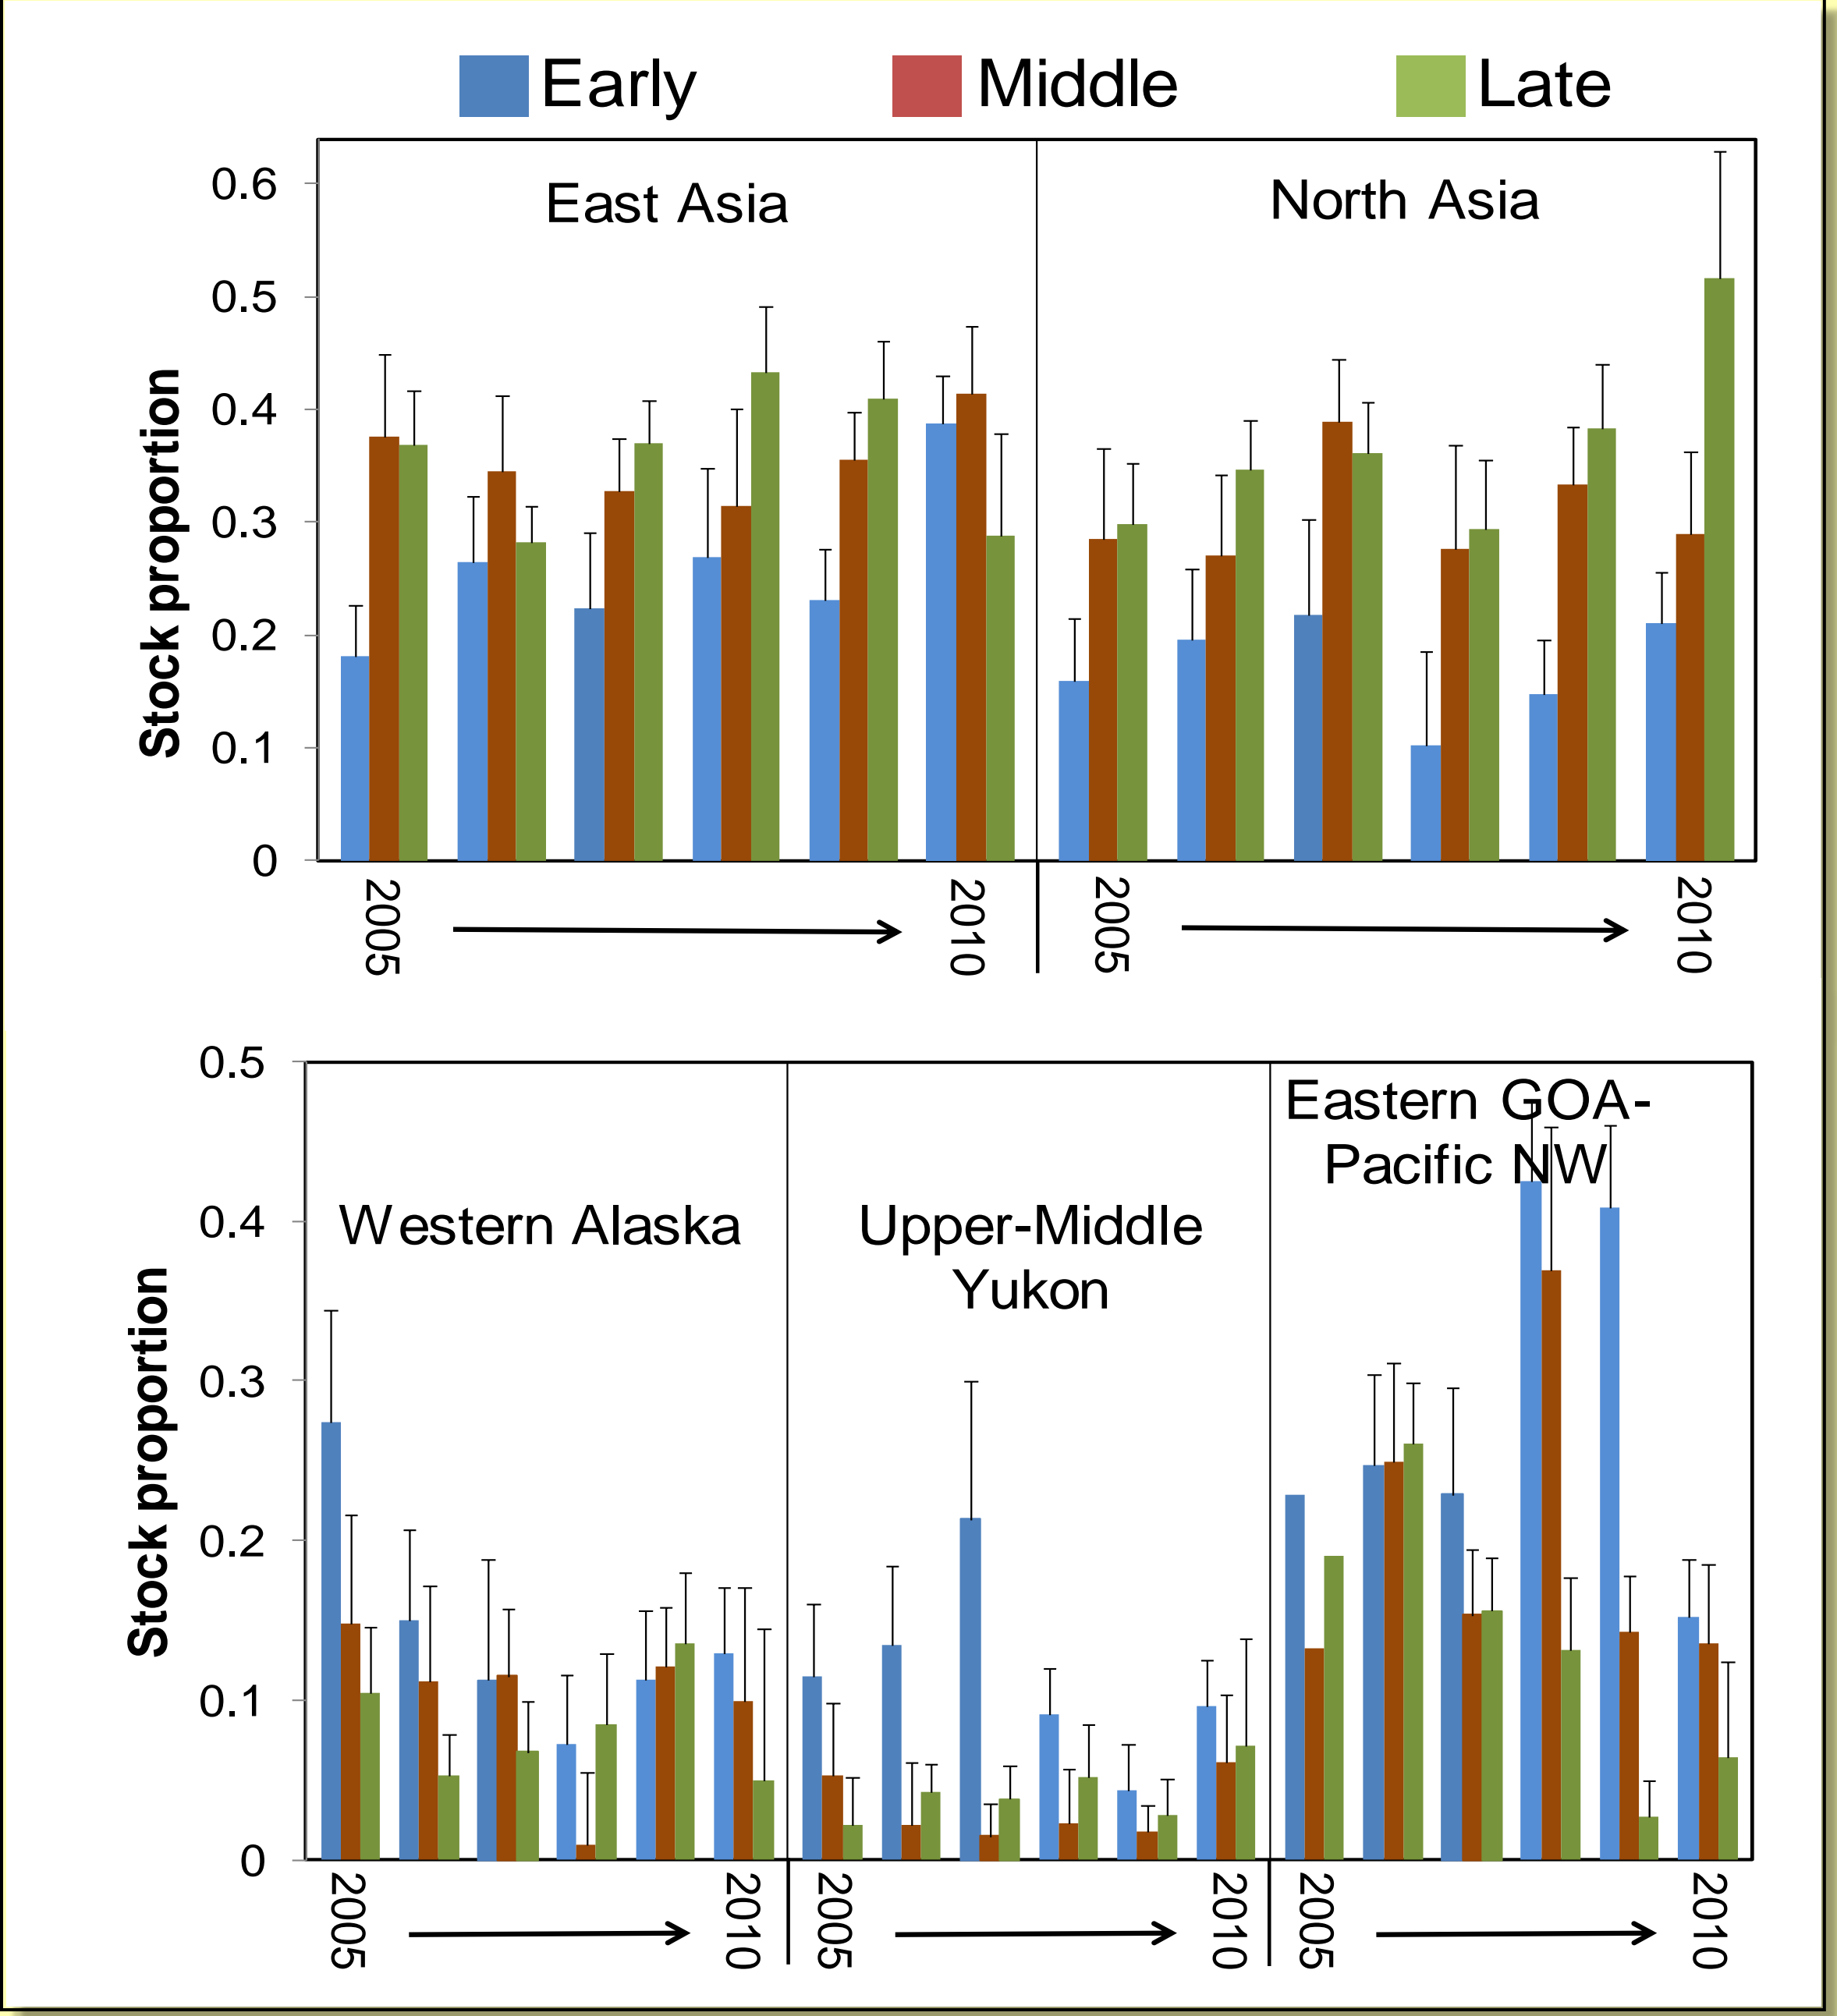 Early Middle Late
East Asia North Asia
0.6
0.5
0.4
0.3
0.2
0.1
0
Stock proportion
2005 2010 2005 2010
Eastern GOA-
Pacific NW
Western Alaska
Upper-Middle
Yukon
0.5
0.4
0.3
0.2
0.1
0
Stock proportion
2005 2010 2005 2010 2005 2010